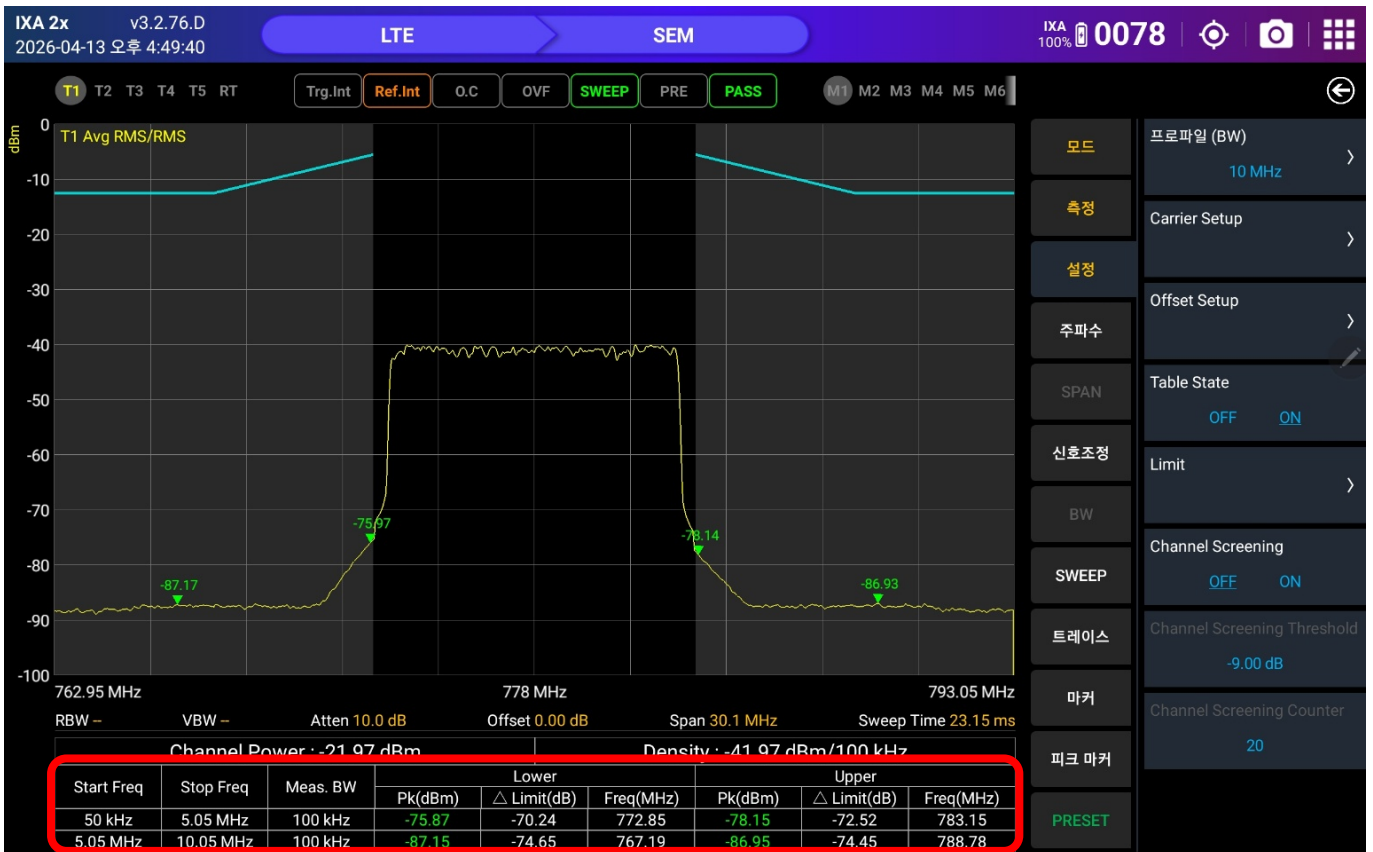 IXA 2x v3.2.76.D
2026-04-13 오후 4:49:40
LTE
SEM
IXA
100%
0078
T1 T2 T3 T4 T5 RT
Trg.Int
Ref.Int
O.C
OVF
SWEEP
PRE
PASS
M1 M2 M3 M4 M5 M6
dBm
T1 Avg RMS/RMS
0
-10
-20
-30
-40
-50
-60
-70
-80
-90
-100
-87.17
-75.97
-78.14
-86.93
762.95 MHz
778 MHz
793.05 MHz
RBW --
VBW --
Atten 10.0 dB
Offset 0.00 dB
Span 30.1 MHz
Sweep Time 23.15 ms
Channel Power : -21.97 dBm
Density : -41.97 dBm/100 kHz
Start Freq Stop Freq Meas. BW Lower Upper
Pk(dBm) △ Limit(dB) Freq(MHz) Pk(dBm) △ Limit(dB) Freq(MHz)
50 kHz 5.05 MHz 100 kHz -75.87 -70.24 772.85 -78.15 -72.52 783.15
5.05 MHz 10.05 MHz 100 kHz -87.15 -74.65 767.19 -86.95 -74.45 788.78
모드
측정
설정
주파수
SPAN
신호조정
BW
SWEEP
트레이스
마커
피크 마커
PRESET
프로파일 (BW)
10 MHz
Carrier Setup
Offset Setup
Table State
OFF ON
Limit
Channel Screening
OFF ON
Channel Screening Threshold
-9.00 dB
Channel Screening Counter
20